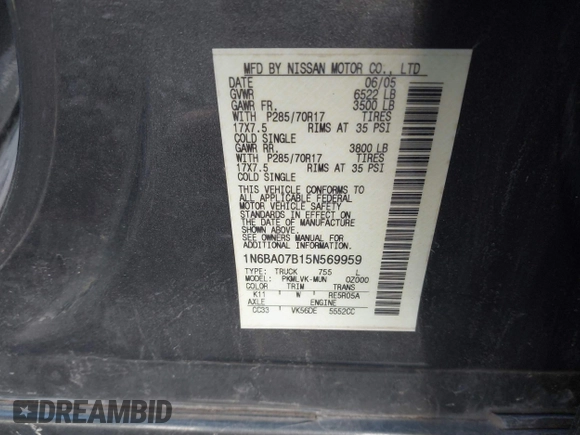 MFD BY NISSAN MOTOR CO., LTD
DATE 06/05
GVWR 6522 LB
GAWR FR. 3500 LB
WITH P285/70R17 TIRES
17X7.5 RIMS AT 35 PSI
COLD SINGLE
GAWR RR. 3800 LB
WITH P285/70R17 TIRES
17X7.5 RIMS AT 35 PSI
COLD SINGLE
THIS VEHICLE CONFORMS TO
ALL APPLICABLE FEDERAL
MOTOR VEHICLE SAFETY
STANDARDS IN EFFECT ON
THE DATE OF MANUFACTURE
SHOWN ABOVE.
SEE OWNERS MANUAL FOR
ADDITIONAL INFORMATION.
1N6BA07B15N569959
TYPE: TRUCK 755 L
MODEL: PKMLVK-MUN 0Z000
COLOR TRIM TRANS
K11 W RE5R05A
AXLE ENGINE
CC33 VK56DE 5552CC
DREAMBID